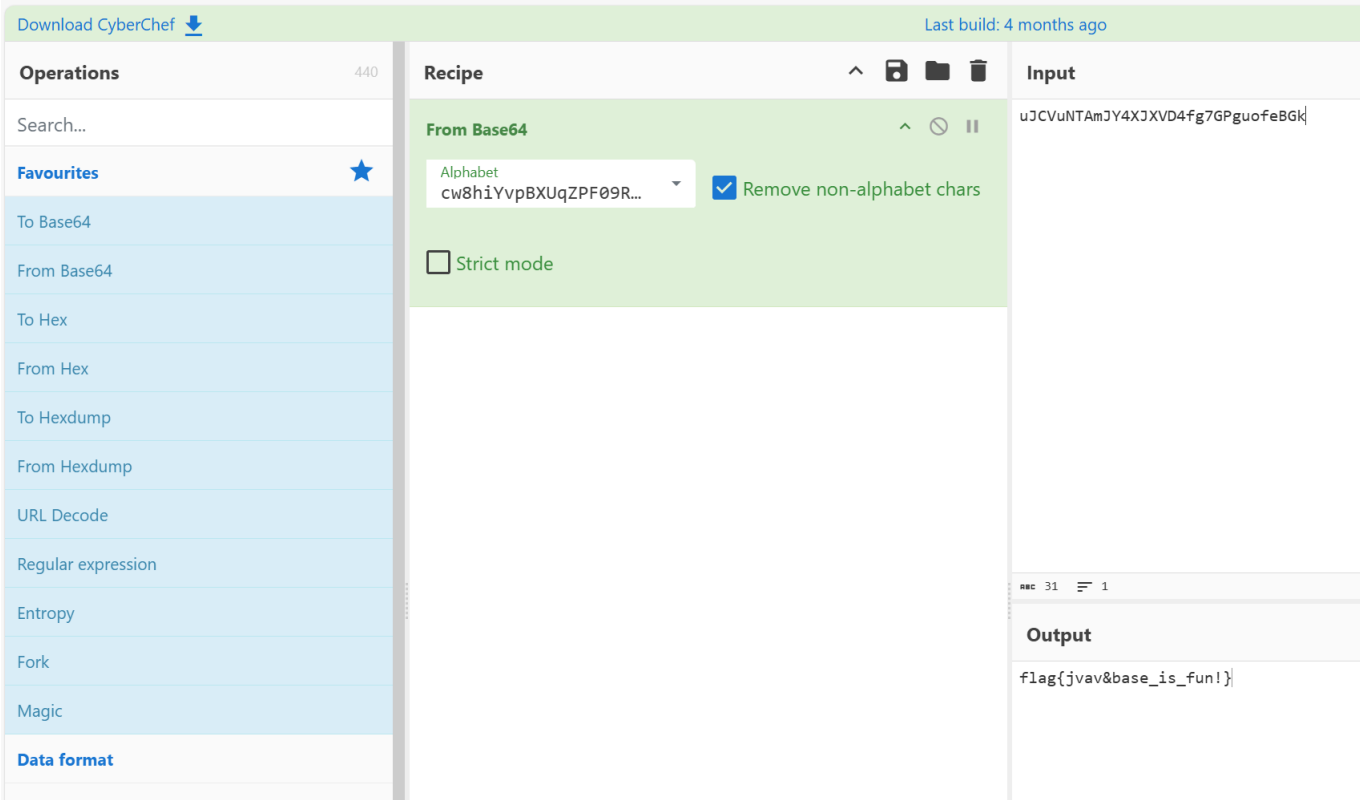 Download CyberChef
Last build: 4 months ago
Operations
440
Search...
Favourites
To Base64
From Base64
To Hex
From Hex
To Hexdump
From Hexdump
URL Decode
Regular expression
Entropy
Fork
Magic
Data format
Recipe
From Base64
Alphabet
cw8hiYvpBXUqZPF09R…
Remove non-alphabet chars
Strict mode
Input
uJCVuNTAmJY4XJXVD4fg7GPguofeBGk
ABC 31 1
Output
flag{jvav&base_is_fun!}